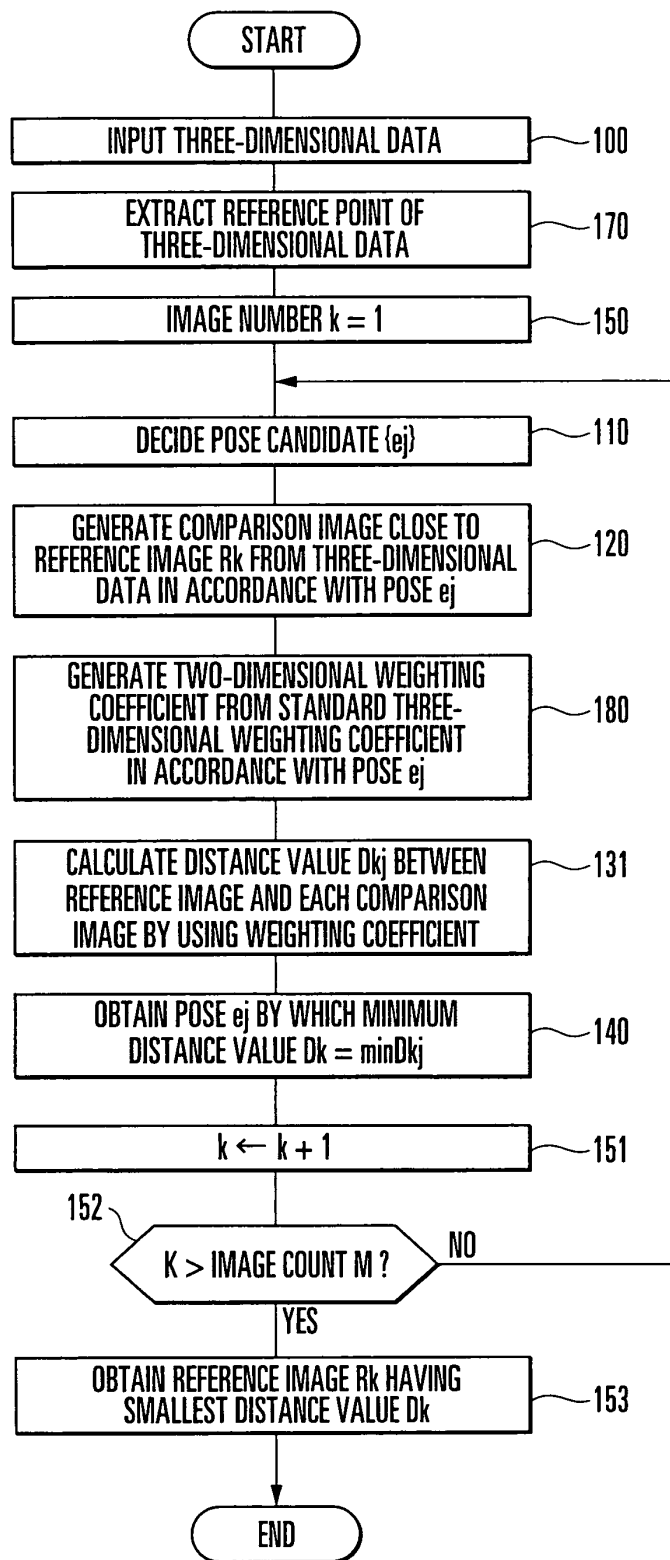 START
INPUT THREE-DIMENSIONAL DATA
100
EXTRACT REFERENCE POINT OF
THREE-DIMENSIONAL DATA
170
IMAGE NUMBER k = 1
150
DECIDE POSE CANDIDATE {ej}
110
GENERATE COMPARISON IMAGE CLOSE TO
REFERENCE IMAGE Rk FROM THREE-DIMENSIONAL
DATA IN ACCORDANCE WITH POSE ej
120
GENERATE TWO-DIMENSIONAL WEIGHTING
COEFFICIENT FROM STANDARD THREE-
DIMENSIONAL WEIGHTING COEFFICIENT
IN ACCORDANCE WITH POSE ej
180
CALCULATE DISTANCE VALUE Dkj BETWEEN
REFERENCE IMAGE AND EACH COMPARISON
IMAGE BY USING WEIGHTING COEFFICIENT
131
OBTAIN POSE ej BY WHICH MINIMUM
DISTANCE VALUE Dk = minDkj
140
k ← k + 1
151
152
K > IMAGE COUNT M ?
NO
YES
OBTAIN REFERENCE IMAGE Rk HAVING
SMALLEST DISTANCE VALUE Dk
153
END